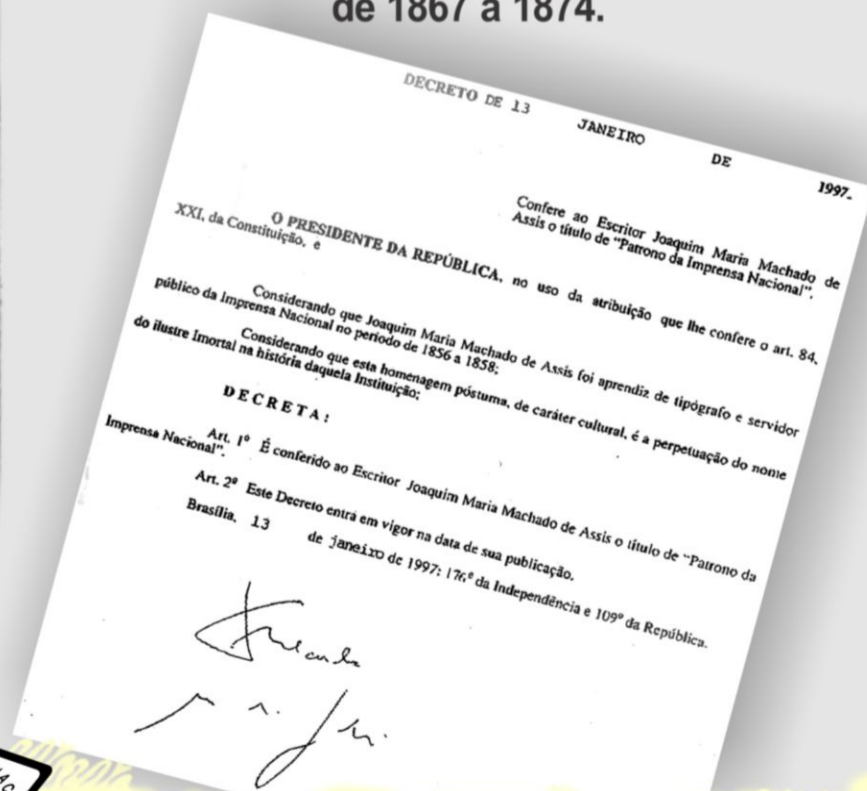 de 1867 a 1874.
DECRETO DE 13 JANEIRO DE 1997.
Confere ao Escritor Joaquim Maria Machado de
Assis o título de "Patrono da Imprensa Nacional".
O PRESIDENTE DA REPÚBLICA, no uso da atribuição que lhe confere o art. 84,
XXI, da Constituição, e
Considerando que Joaquim Maria Machado de Assis foi aprendiz de tipógrafo e servidor
público da Imprensa Nacional no período de 1856 a 1858;
Considerando que esta homenagem póstuma, de caráter cultural, é a perpetuação do nome
do ilustre Imortal na história daquela Instituição;
DECRETA:
Art. 1º É conferido ao Escritor Joaquim Maria Machado de Assis o título de "Patrono da
Imprensa Nacional".
Art. 2º Este Decreto entra em vigor na data de sua publicação.
Brasília, 13 de janeiro de 1997; 176º da Independência e 109º da República.